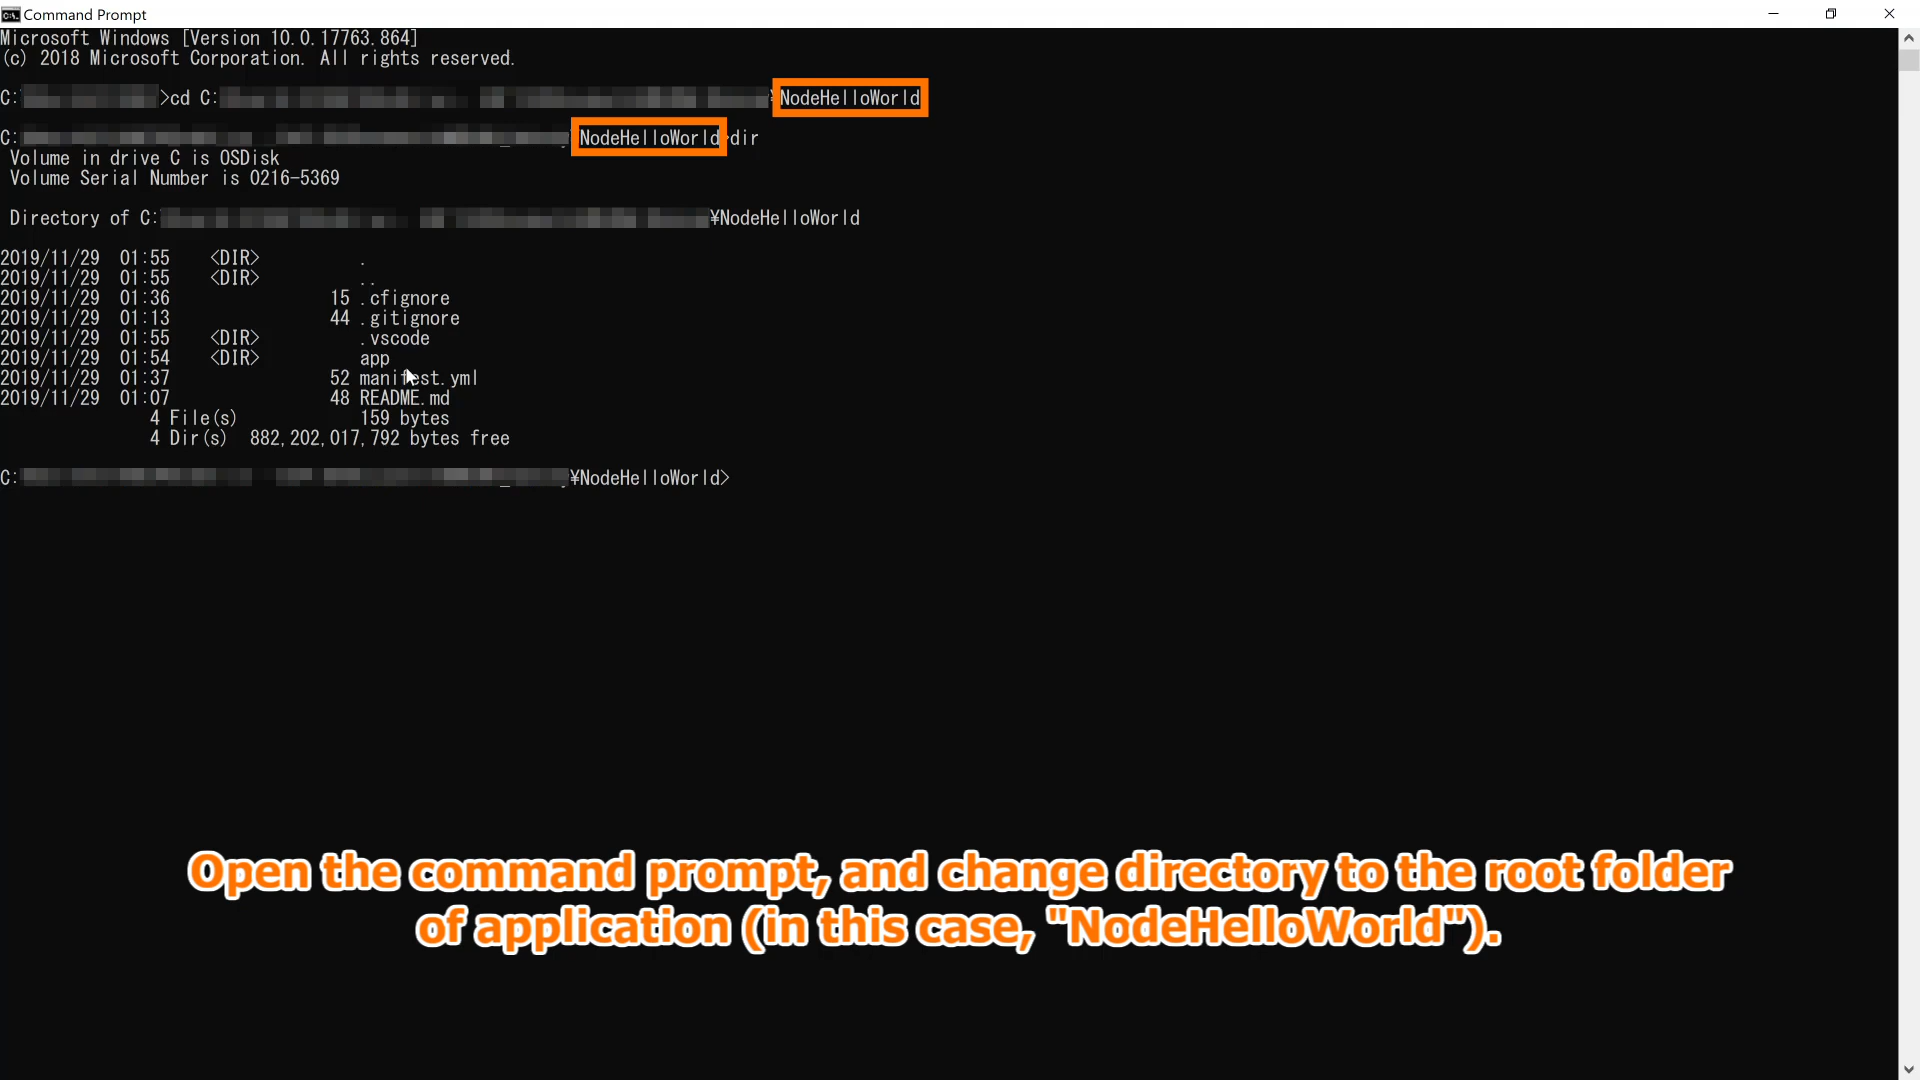 Command Prompt
Microsoft Windows [Version 10.0.17763.864]
(c) 2018 Microsoft Corporation. All rights reserved.
C: >cd C: NodeHelloWorld
C: NodeHelloWorld dir
Volume in drive C is OSDisk
Volume Serial Number is 0216-5369
Directory of C: ¥NodeHelloWorld
2019/11/29 01:55 <DIR> .
2019/11/29 01:55 <DIR> ..
2019/11/29 01:36 15 .cfignore
2019/11/29 01:13 44 .gitignore
2019/11/29 01:55 <DIR> .vscode
2019/11/29 01:54 <DIR> app
2019/11/29 01:37 52 manifest.yml
2019/11/29 01:07 48 README.md
4 File(s) 159 bytes
4 Dir(s) 882,202,017,792 bytes free
C: ¥NodeHelloWorld>
Open the command prompt, and change directory to the root folder
of application (in this case, "NodeHelloWorld").